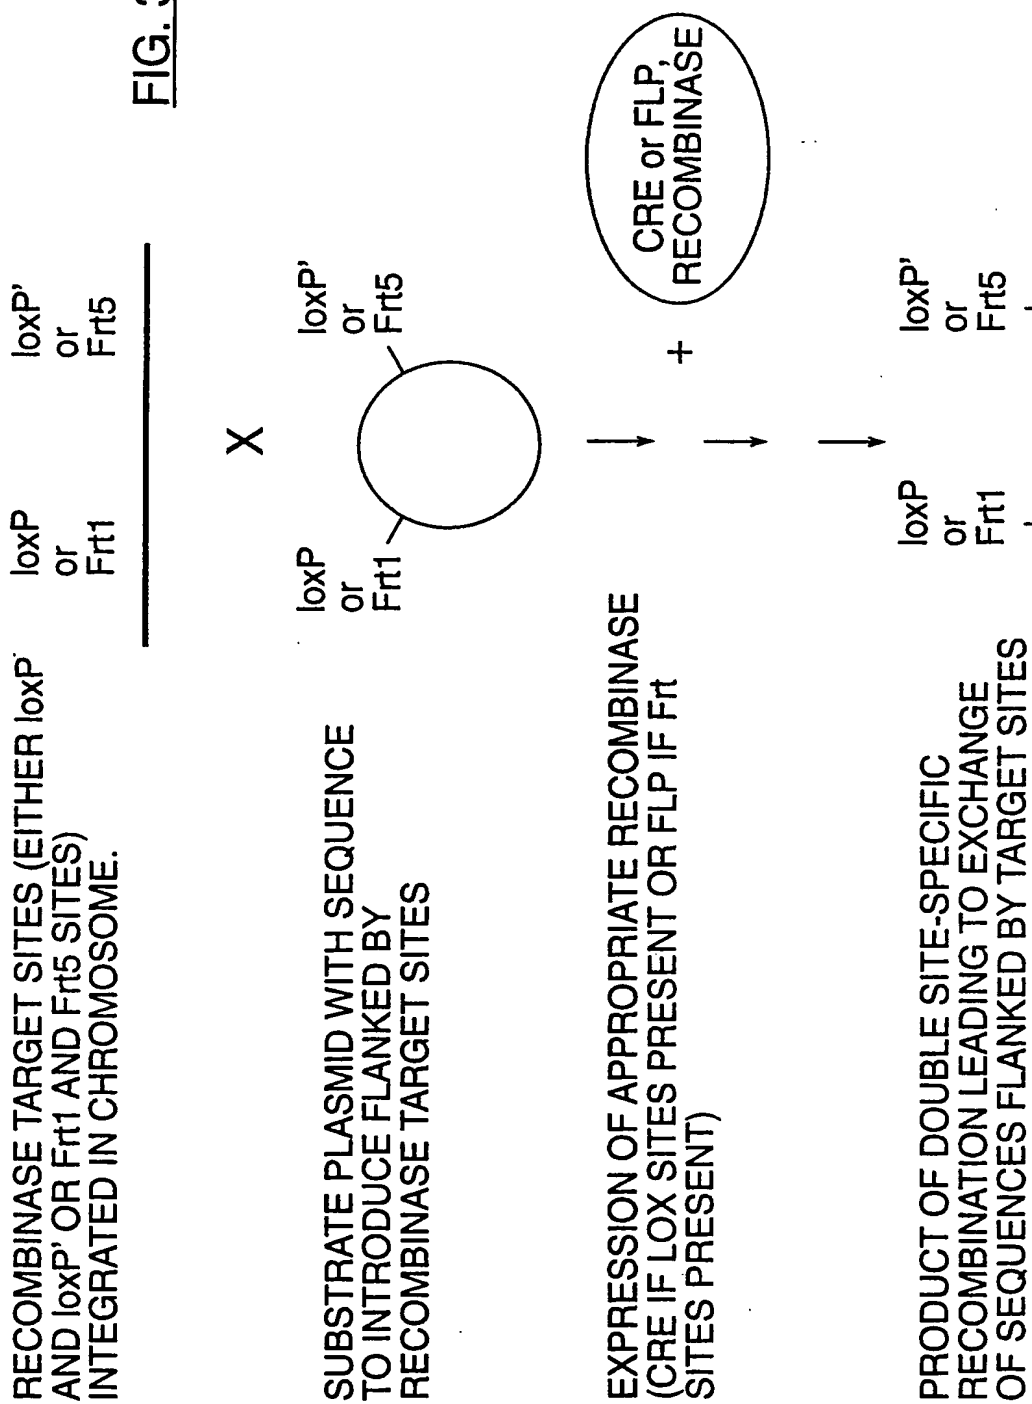 FIG. 3
RECOMBINASE TARGET SITES (EITHER loxP
AND loxP' OR Frt1 AND Frt5 SITES)
INTEGRATED IN CHROMOSOME.
loxP
or
Frt1
loxP'
or
Frt5
X
SUBSTRATE PLASMID WITH SEQUENCE
TO INTRODUCE FLANKED BY
RECOMBINASE TARGET SITES
loxP
or
Frt1
loxP'
or
Frt5
EXPRESSION OF APPROPRIATE RECOMBINASE
(CRE IF LOX SITES PRESENT OR FLP IF Frt
SITES PRESENT)
+
CRE or FLP,
RECOMBINASE
PRODUCT OF DOUBLE SITE-SPECIFIC
RECOMBINATION LEADING TO EXCHANGE
OF SEQUENCES FLANKED BY TARGET SITES
loxP
or
Frt1
loxP'
or
Frt5